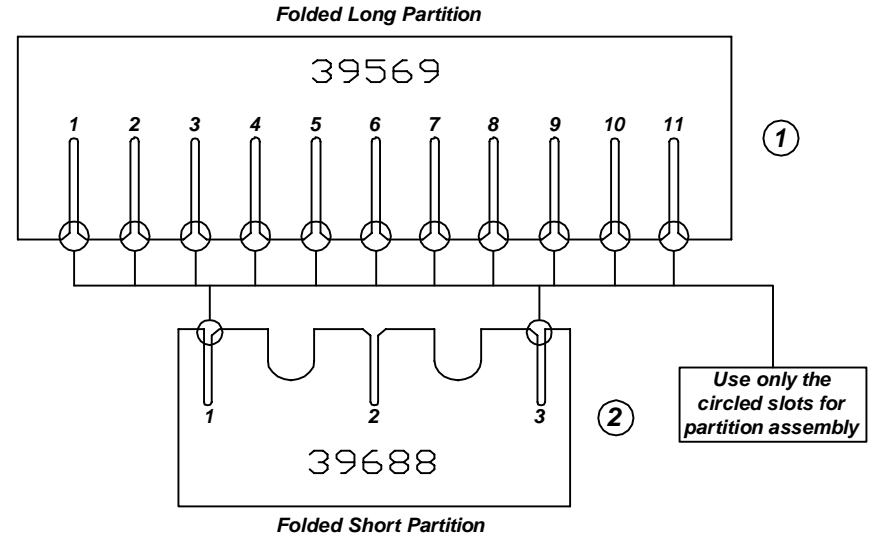 Folded Long Partition
39569
1 2 3 4 5 6 7 8 9 10 11
1
1 2 3
2
Use only the
circled slots for
partition assembly
39688
Folded Short Partition